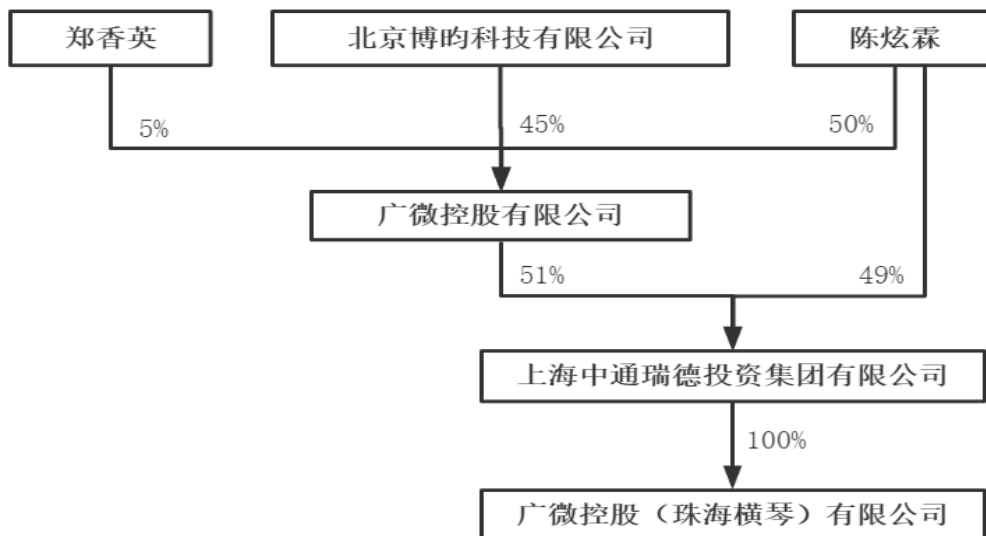 郑香英
北京博昀科技有限公司
陈炫霖
5%
45%
50%
广微控股有限公司
51%
49%
上海中通瑞德投资集团有限公司
100%
广微控股（珠海横琴）有限公司